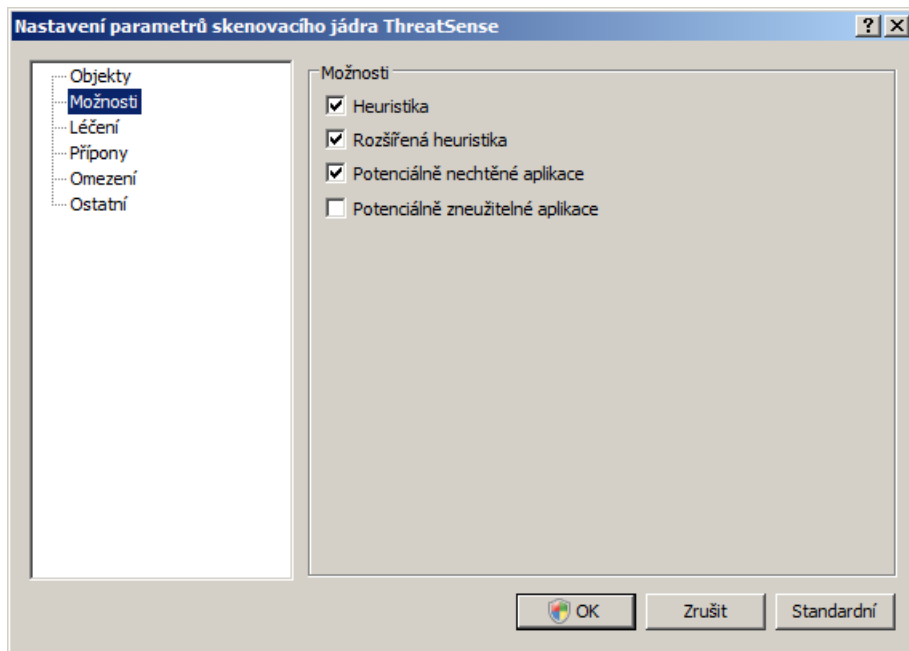 Nastavení parametrů skenovacího jádra ThreatSense
Objekty
Možnosti
Léčení
Přípony
Omezení
Ostatní
Možnosti
Heuristika
Rozšířená heuristika
Potenciálně nechtěné aplikace
Potenciálně zneužitelné aplikace
OK
Zrušit
Standardní